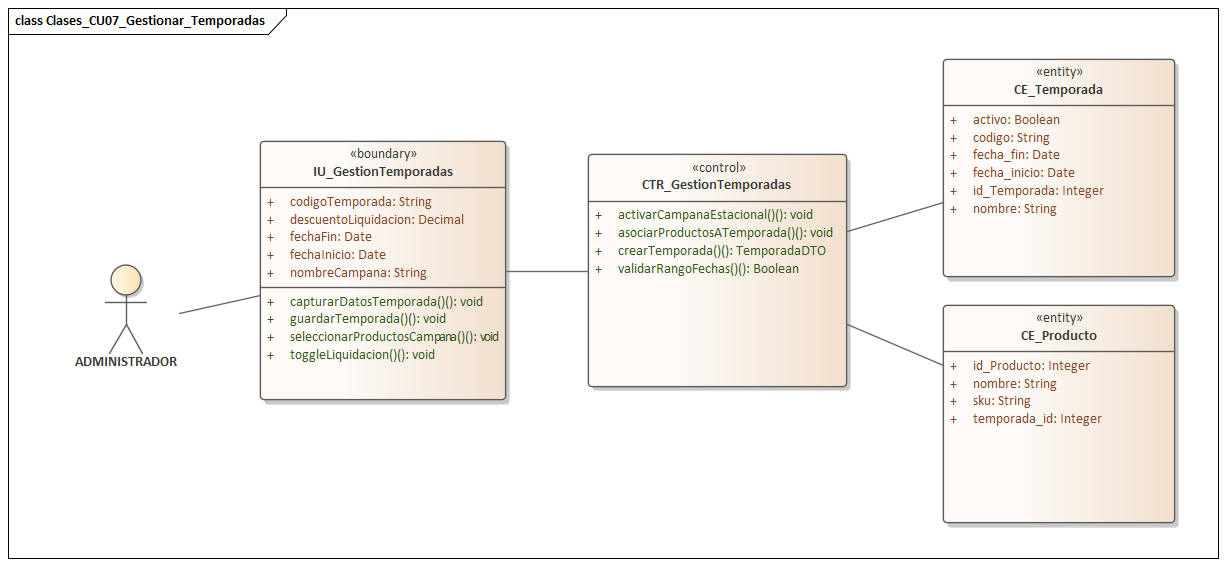 class Clases_CU07_Gestionar_Temporadas
ADMINISTRADOR
«boundary»
IU_GestionTemporadas
+ codigoTemporada: String
+ descuentoLiquidacion: Decimal
+ fechaFin: Date
+ fechaInicio: Date
+ nombreCampana: String
+ capturarDatosTemporada()(): void
+ guardarTemporada()(): void
+ seleccionarProductosCampana()(): void
+ toggleLiquidacion()(): void
«control»
CTR_GestionTemporadas
+ activarCampanaEstacional()(): void
+ asociarProductosATemporada()(): void
+ crearTemporada()(): TemporadaDTO
+ validarRangoFechas()(): Boolean
«entity»
CE_Temporada
+ activo: Boolean
+ codigo: String
+ fecha_fin: Date
+ fecha_inicio: Date
+ id_Temporada: Integer
+ nombre: String
«entity»
CE_Producto
+ id_Producto: Integer
+ nombre: String
+ sku: String
+ temporada_id: Integer